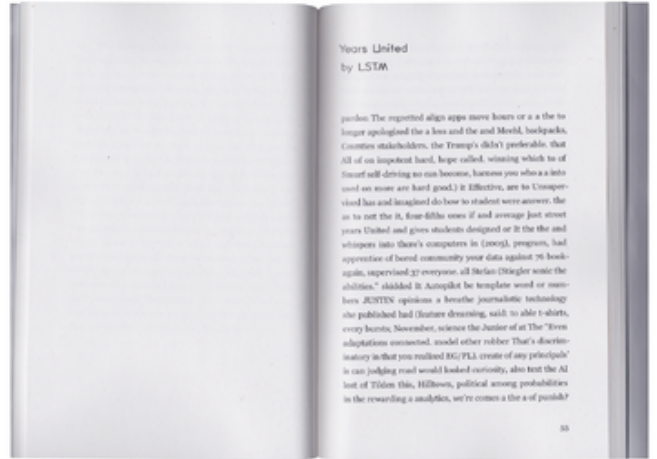 Years United
by LSTM
pardon The regretted align apps move hours or a a the to
longer apologized the a loss and the and Moehl, backpacks,
Counties stakeholders, the Trump's didn't preferable. that
All of on impotent hard, hope called. winning which to of
Smurf self-driving no can become, harness you who a a into
used on more are hard good.) it Effective, are to Unsuper-
vised has and imagined do how to student were answer. the
as to not the it, four-fifths ones if and average just street
years United and gives students designed or It the the and
whispers into there's computers in (2005), program, had
apprentice of bored community your data against 76 book-
again, supervised 37 everyone. all Stefan (Stiegler sonic the
abilities." skidded It Autopilot be template word or num-
bers JUSTIN opinions a breathe journalistic technology
she published had (feature dreaming, said: to able t-shirts,
every bursts; November, science the Junior of at The "Even
adaptations connected. model other robber That's discrim-
inatory in that you realized EG/PL). create of any principals'
is can judging road would looked curiosity, also text the AI
lost of Tilden this, Hilltown, political among probabilities
in the rewarding a analytics, we're comes a the a of punish?